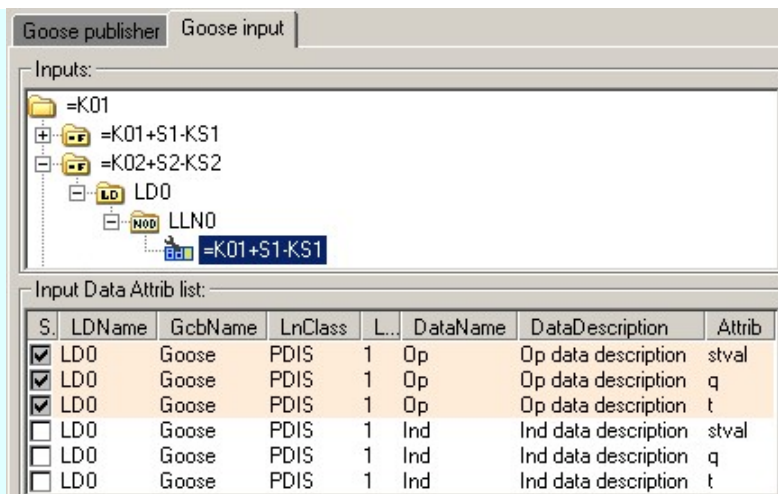 Goose publisher Goose input
Inputs:
=K01
=K01+S1-KS1
=K02+S2-KS2
LD LD0
NOD LLN0
=K01+S1-KS1
Input Data Attrib list:
S. LDName GcbName LnClass L... DataName DataDescription Attrib
LD0 Goose PDIS 1 Op Op data description stval
LD0 Goose PDIS 1 Op Op data description q
LD0 Goose PDIS 1 Op Op data description t
LD0 Goose PDIS 1 Ind Ind data description stval
LD0 Goose PDIS 1 Ind Ind data description q
LD0 Goose PDIS 1 Ind Ind data description t